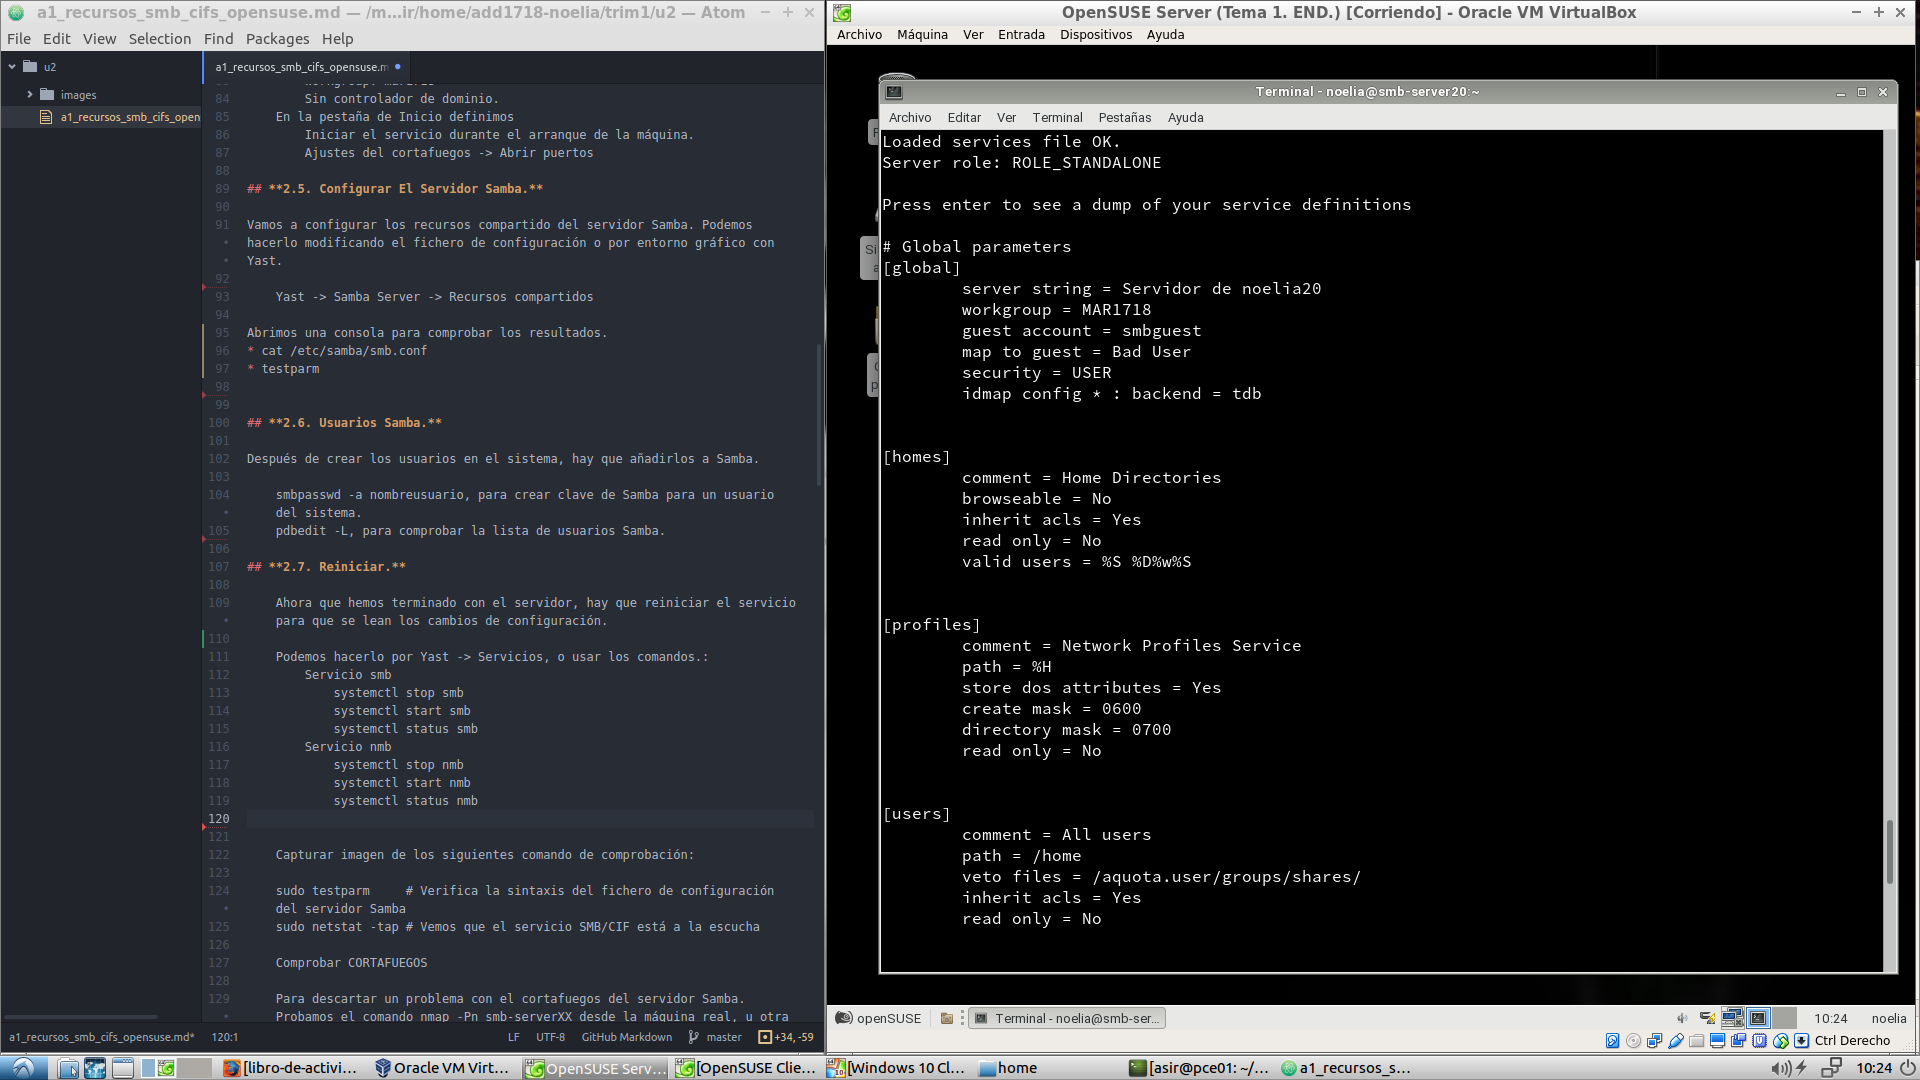 a1_recursos_smb_cifs_opensuse.md — /m...ir/home/add1718-noelia/trim1/u2 — Atom
File Edit View Selection Find Packages Help
u2
images
a1_recursos_smb_cifs_open
a1_recursos_smb_cifs_opensuse.m
84 Sin controlador de dominio.
85 En la pestaña de Inicio definimos
86 Iniciar el servicio durante el arranque de la máquina.
87 Ajustes del cortafuegos -> Abrir puertos
88
89 ## **2.5. Configurar El Servidor Samba.**
90
91 Vamos a configurar los recursos compartido del servidor Samba. Podemos
hacerlo modificando el fichero de configuración o por entorno gráfico con
Yast.
92
93 Yast -> Samba Server -> Recursos compartidos
94
95 Abrimos una consola para comprobar los resultados.
96 * cat /etc/samba/smb.conf
97 * testparm
98
99
100 ## **2.6. Usuarios Samba.**
101
102 Después de crear los usuarios en el sistema, hay que añadirlos a Samba.
103
104 smbpasswd -a nombreusuario, para crear clave de Samba para un usuario
del sistema.
105 pdbedit -L, para comprobar la lista de usuarios Samba.
106
107 ## **2.7. Reiniciar.**
108
109 Ahora que hemos terminado con el servidor, hay que reiniciar el servicio
para que se lean los cambios de configuración.
110
111 Podemos hacerlo por Yast -> Servicios, o usar los comandos.:
112 Servicio smb
113 systemctl stop smb
114 systemctl start smb
115 systemctl status smb
116 Servicio nmb
117 systemctl stop nmb
118 systemctl start nmb
119 systemctl status nmb
120
121
122 Capturar imagen de los siguientes comando de comprobación:
123
124 sudo testparm # Verifica la sintaxis del fichero de configuración
del servidor Samba
125 sudo netstat -tap # Vemos que el servicio SMB/CIF está a la escucha
126
127 Comprobar CORTAFUEGOS
128
129 Para descartar un problema con el cortafuegos del servidor Samba.
Probamos el comando nmap -Pn smb-serverXX desde la máquina real, u otra
a1_recursos_smb_cifs_opensuse.md* 120:1 LF UTF-8 GitHub Markdown master +34, -59
OpenSUSE Server (Tema 1. END.) [Corriendo] - Oracle VM VirtualBox
Archivo Máquina Ver Entrada Dispositivos Ayuda
Terminal - noelia@smb-server20:~
Archivo Editar Ver Terminal Pestañas Ayuda
Loaded services file OK.
Server role: ROLE_STANDALONE
Press enter to see a dump of your service definitions
# Global parameters
[global]
server string = Servidor de noelia20
workgroup = MAR1718
guest account = smbguest
map to guest = Bad User
security = USER
idmap config * : backend = tdb
[homes]
comment = Home Directories
browseable = No
inherit acls = Yes
read only = No
valid users = %S %D%w%S
[profiles]
comment = Network Profiles Service
path = %H
store dos attributes = Yes
create mask = 0600
directory mask = 0700
read only = No
[users]
comment = All users
path = /home
veto files = /aquota.user/groups/shares/
inherit acls = Yes
read only = No
openSUSE Terminal - noelia@smb-ser... 10:24 noelia
Ctrl Derecho
[libro-de-activi... Oracle VM Virt... [OpenSUSE Serv... [OpenSUSE Clie... [Windows 10 Cl... home [asir@pce01: ~/... a1_recursos_s... 10:24